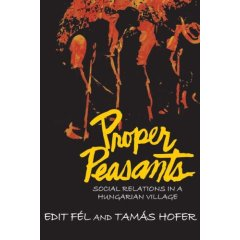 Proper
Peasants
SOCIAL RELATIONS IN A
HUNGARIAN VILLAGE
EDIT FÉL AND TAMÁS HOFER